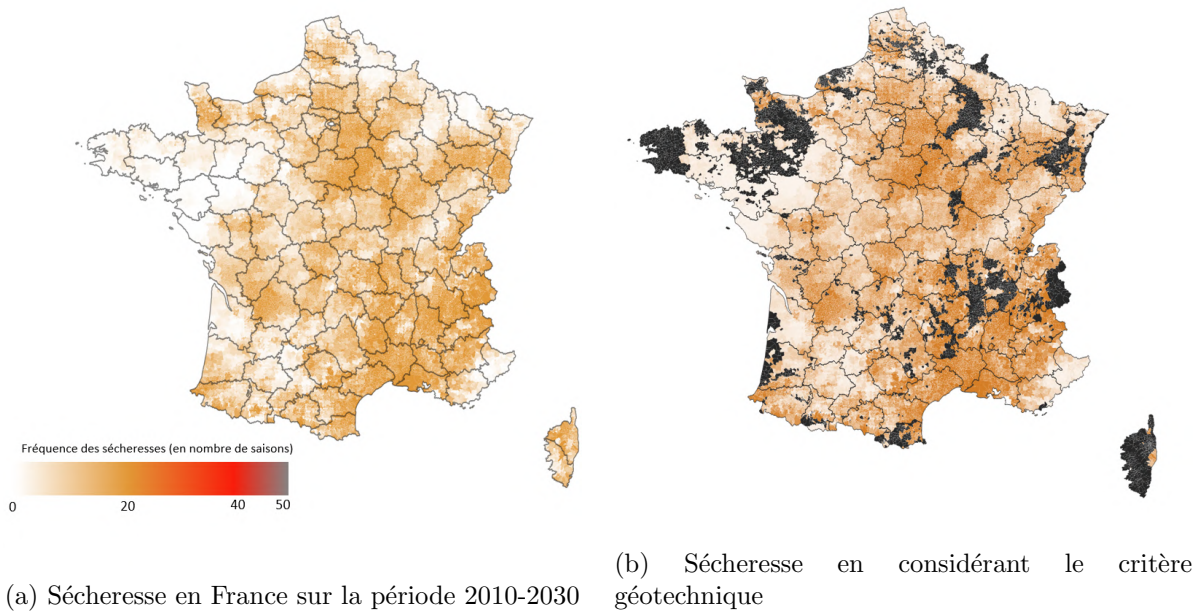 Fréquence des sécheresses (en nombre de saisons)
0 20 40 50
(a) Sécheresse en France sur la période 2010-2030
(b) Sécheresse en considérant le critère
géotechnique